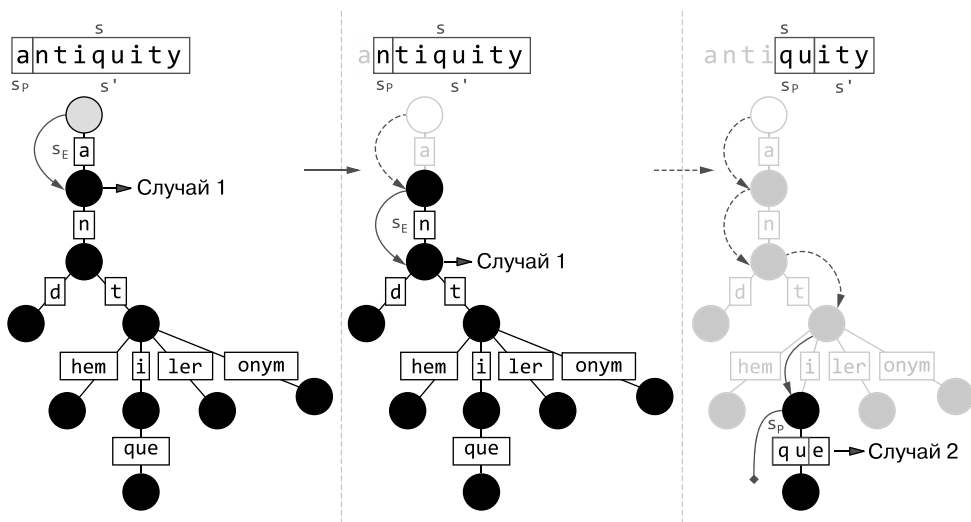 s
antiquity
sP s'
sE a
Случай 1
n
d t
hem i ler onym
que
s
antiquity
sP s'
a
sE n
Случай 1
d t
hem i ler onym
que
s
antiquity
sP s'
a
n
d t
hem i ler onym
sP
que
Случай 2